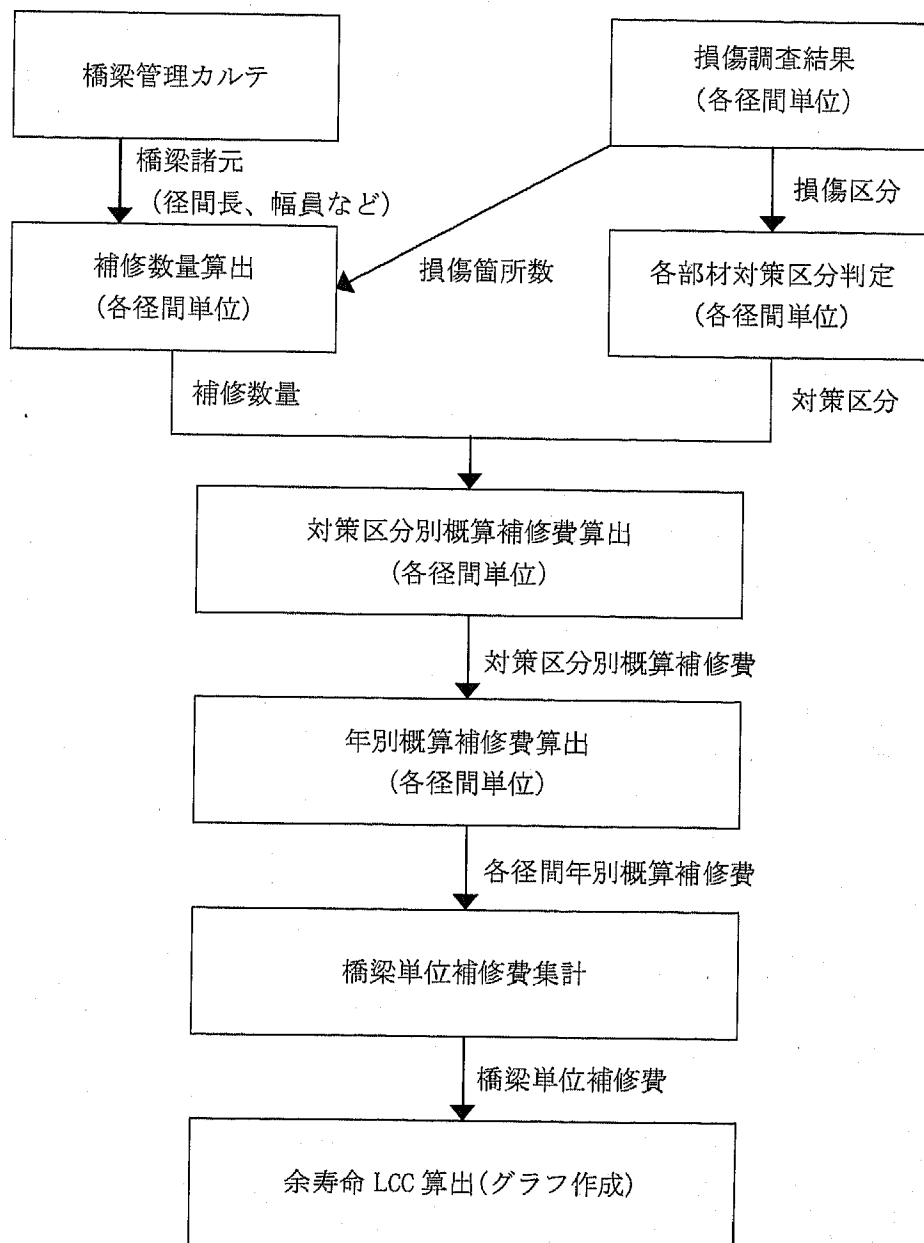 橋梁管理カルテ
損傷調査結果
(各径間単位)
橋梁諸元
(径間長、幅員など)
損傷区分
補修数量算出
(各径間単位)
損傷箇所数
各部材対策区分判定
(各径間単位)
補修数量
対策区分
対策区分別概算補修費算出
(各径間単位)
対策区分別概算補修費
年別概算補修費算出
(各径間単位)
各径間年別概算補修費
橋梁単位補修費集計
橋梁単位補修費
余寿命 LCC 算出(グラフ作成)